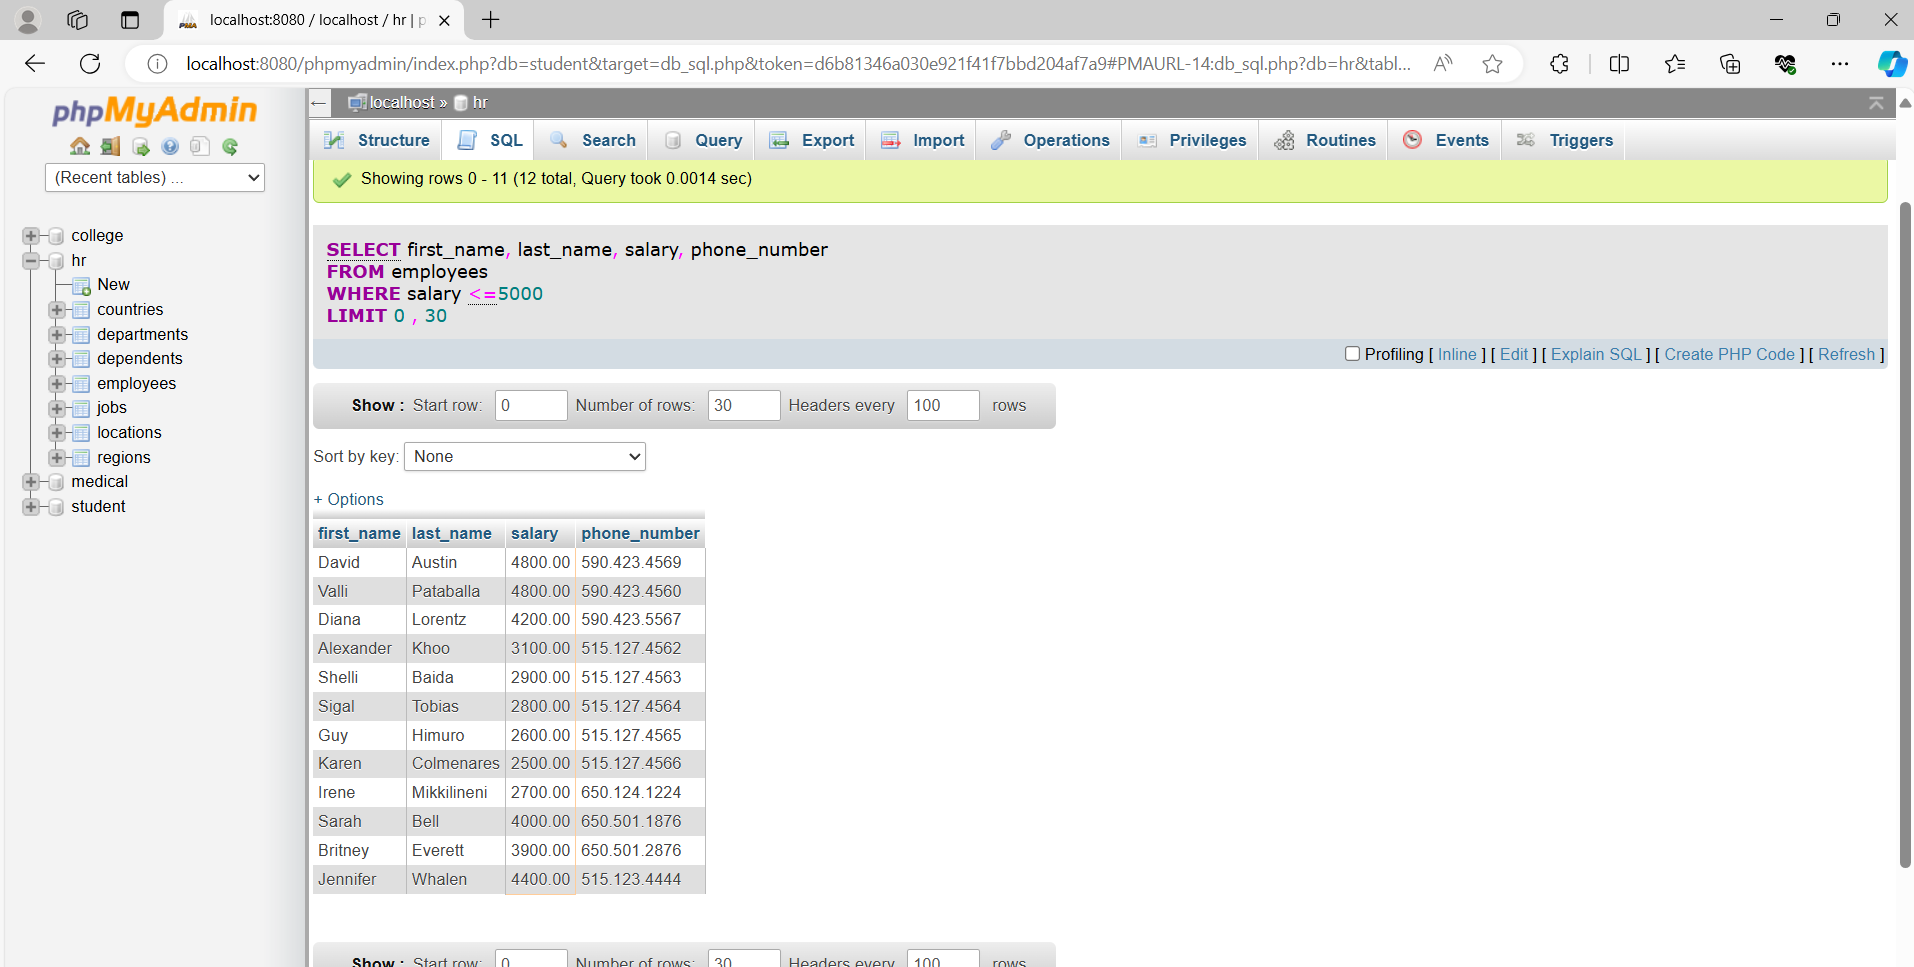 localhost:8080 / localhost / hr | p
localhost:8080/phpmyadmin/index.php?db=student&target=db_sql.php&token=d6b81346a030e921f41f7bbd204af7a9#PMAURL-14:db_sql.php?db=hr&tabl...
phpMyAdmin
(Recent tables) ...
college
hr
New
countries
departments
dependents
employees
jobs
locations
regions
medical
student
localhost » hr
Structure SQL Search Query Export Import Operations Privileges Routines Events Triggers
Showing rows 0 - 11 (12 total, Query took 0.0014 sec)
SELECT first_name, last_name, salary, phone_number
FROM employees
WHERE salary <=5000
LIMIT 0 , 30
Profiling [ Inline ] [ Edit ] [ Explain SQL ] [ Create PHP Code ] [ Refresh ]
Show : Start row: 0 Number of rows: 30 Headers every 100 rows
Sort by key: None
+ Options
first_name last_name salary phone_number
David Austin 4800.00 590.423.4569
Valli Pataballa 4800.00 590.423.4560
Diana Lorentz 4200.00 590.423.5567
Alexander Khoo 3100.00 515.127.4562
Shelli Baida 2900.00 515.127.4563
Sigal Tobias 2800.00 515.127.4564
Guy Himuro 2600.00 515.127.4565
Karen Colmenares 2500.00 515.127.4566
Irene Mikkilineni 2700.00 650.124.1224
Sarah Bell 4000.00 650.501.1876
Britney Everett 3900.00 650.501.2876
Jennifer Whalen 4400.00 515.123.4444
Show : Start row: 0 Number of rows: 30 Headers every 100 rows